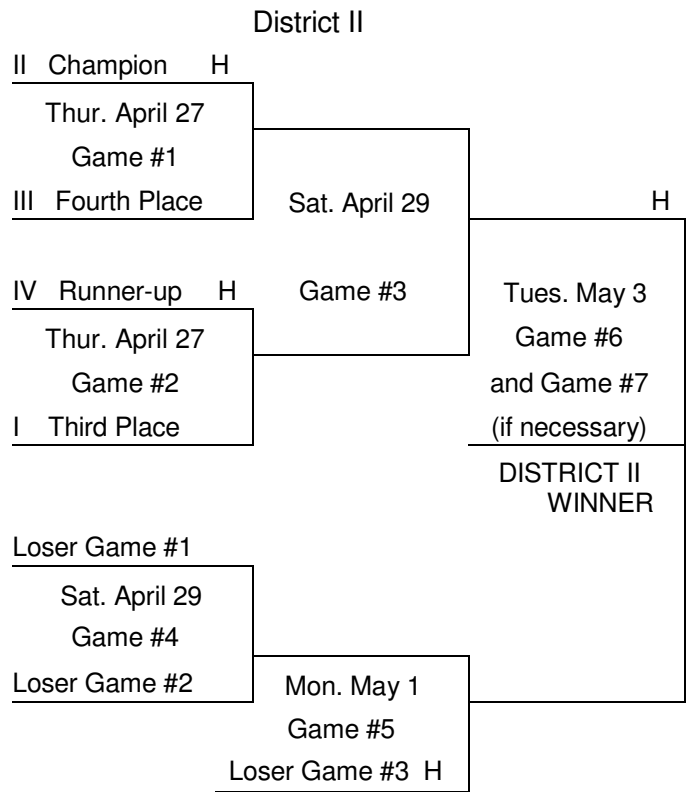 District II
II Champion H
Thur. April 27
Game #1
III Fourth Place
Sat. April 29
H
IV Runner-up H
Game #3
Tues. May 3
Thur. April 27
Game #6
Game #2
and Game #7
I Third Place
(if necessary)
DISTRICT II
WINNER
Loser Game #1
Sat. April 29
Game #4
Loser Game #2
Mon. May 1
Game #5
Loser Game #3 H